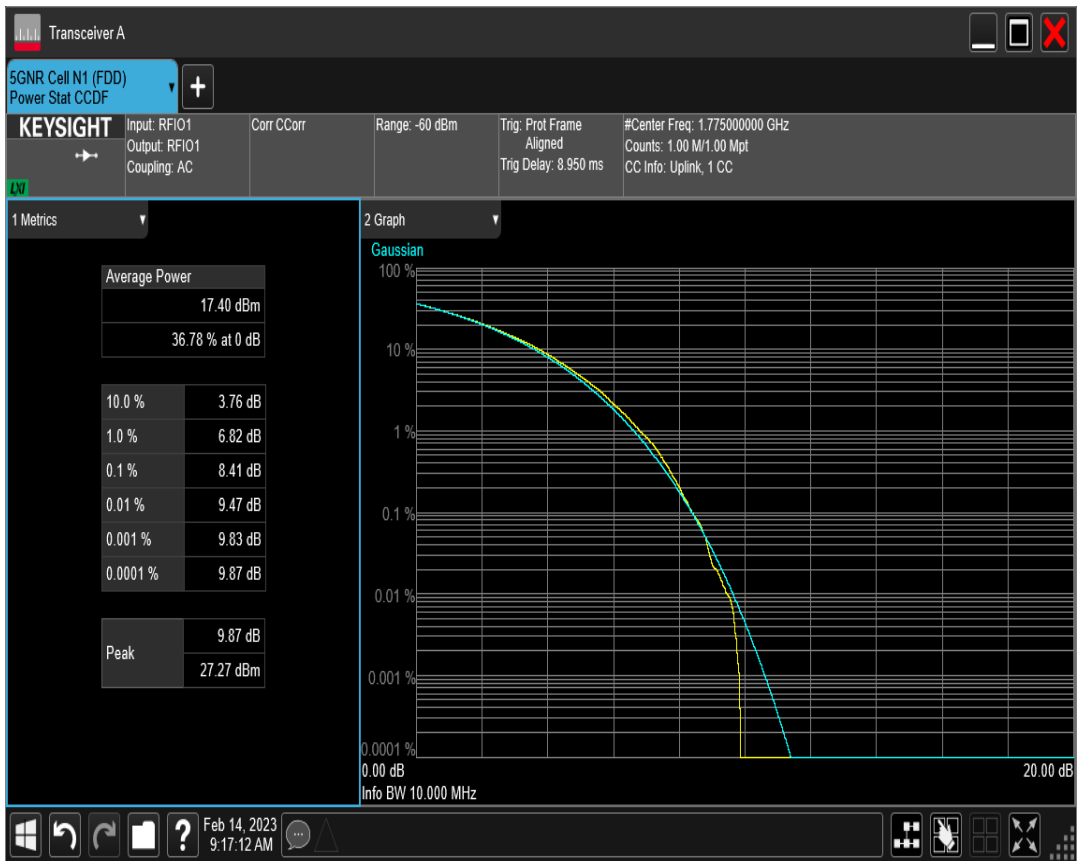 Transceiver A
5GNR Cell N1 (FDD)
Power Stat CCDF
+
KEYSIGHT
LXI
Input: RFIO1
Output: RFIO1
Coupling: AC
Corr CCorr
Range: -60 dBm
Trig: Prot Frame
Aligned
Trig Delay: 8.950 ms
#Center Freq: 1.775000000 GHz
Counts: 1.00 M/1.00 Mpt
CC Info: Uplink, 1 CC
1 Metrics
Average Power
17.40 dBm
36.78 % at 0 dB
10.0 % 3.76 dB
1.0 % 6.82 dB
0.1 % 8.41 dB
0.01 % 9.47 dB
0.001 % 9.83 dB
0.0001 % 9.87 dB
Peak
9.87 dB
27.27 dBm
2 Graph
Gaussian
100 %
10 %
1 %
0.1 %
0.01 %
0.001 %
0.0001 %
0.00 dB 20.00 dB
Info BW 10.000 MHz
?
Feb 14, 2023
9:17:12 AM